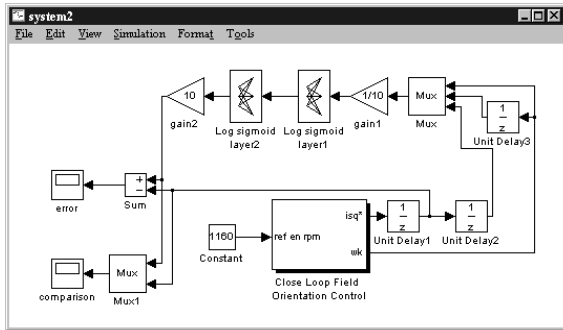 system2
File Edit View Simulation Format Tools
10
gain2
Log sigmoid
layer2
Log sigmoid
layer1
1/10
gain1
Mux
Mux
1
z
Unit Delay3
error
+
−
Sum
1160
Constant
ref en rpm
isq*
wk
Close Loop Field
Orientation Control
1
z
Unit Delay1
1
z
Unit Delay2
comparison
Mux
Mux1